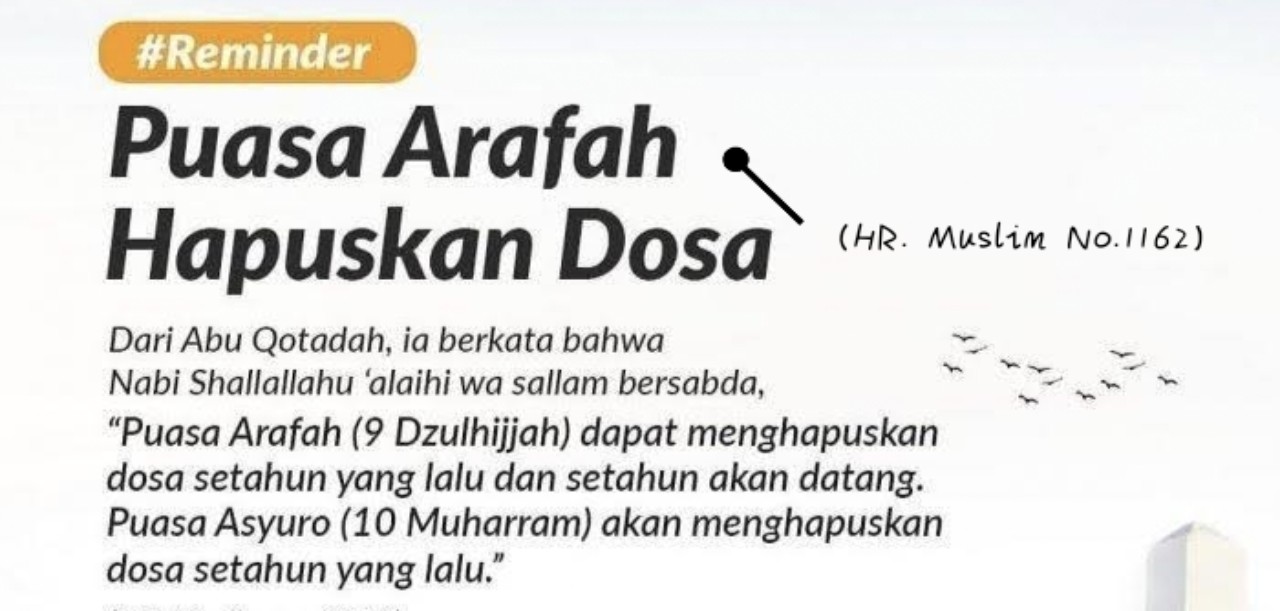 #Reminder
Puasa Arafah
Hapuskan Dosa
(HR. Muslim No.1162)
Dari Abu Qotadah, ia berkata bahwa
Nabi Shallallahu ‘alaihi wa sallam bersabda,
“Puasa Arafah (9 Dzulhijjah) dapat menghapuskan
dosa setahun yang lalu dan setahun akan datang.
Puasa Asyuro (10 Muharram) akan menghapuskan
dosa setahun yang lalu.”